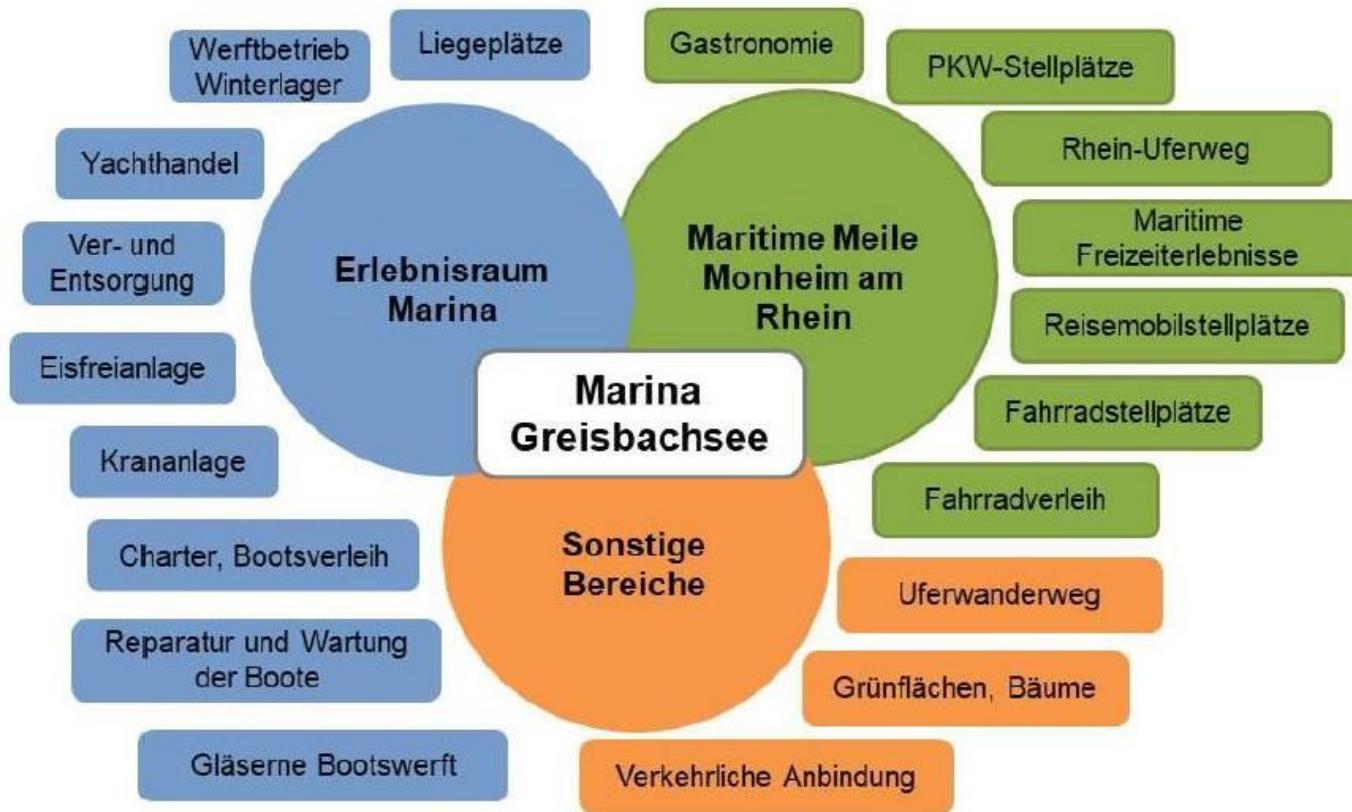 Werftbetrieb
Winterlager
Liegeplätze
Gastronomie
PKW-Stellplätze
Yachthandel
Rhein-Uferweg
Ver- und
Entsorgung
Erlebnisraum
Marina
Maritime Meile
Monheim am
Rhein
Maritime
Freizeiterlebnisse
Eisfreianlage
Reisemobilstellplätze
Marina
Greisbachsee
Fahrradstellplätze
Krananlage
Fahrradverleih
Charter, Bootsverleih
Sonstige
Bereiche
Uferwanderweg
Reparatur und Wartung
der Boote
Grünflächen, Bäume
Gläserne Bootswerft
Verkehrliche Anbindung